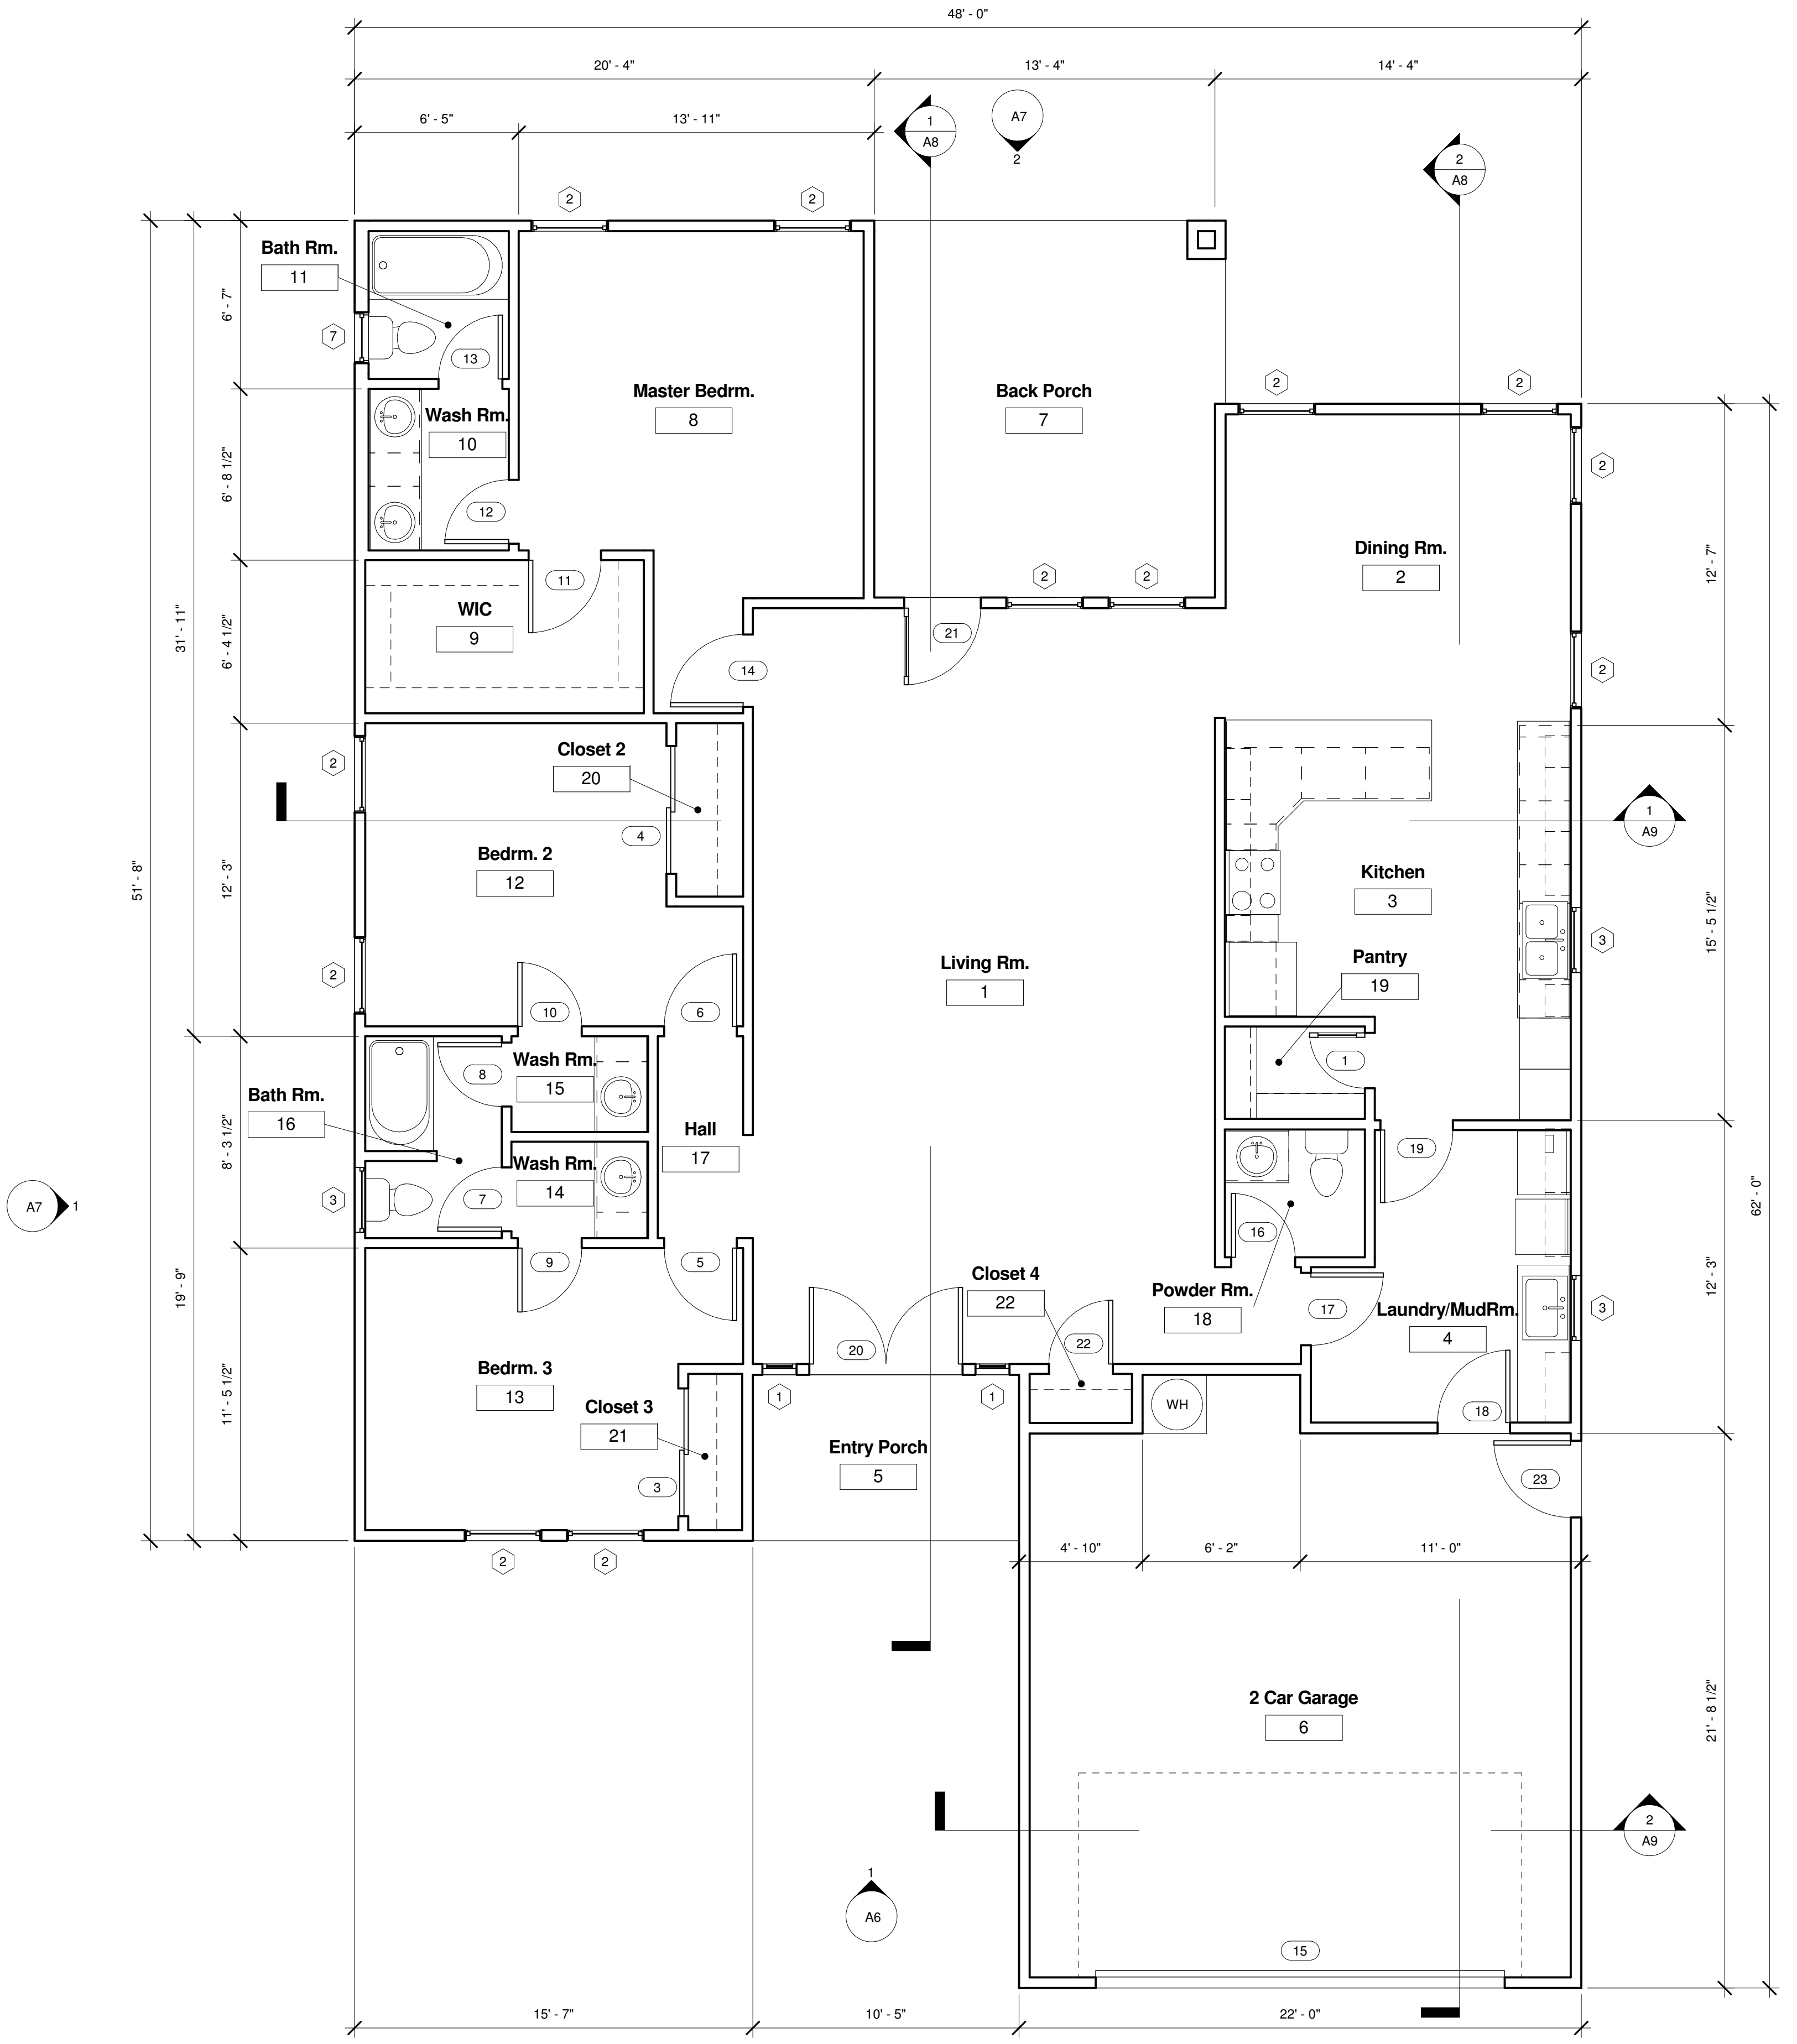 48' - 0"
20' - 4"
13' - 4"
14' - 4"
6' - 5"
13' - 11"
1
A8
A7
2
2
A8
2
2
Bath Rm.
11
6' - 7"
7
13
Master Bedrm.
8
Back Porch
7
2
2
Wash Rm.
10
6' - 8 1/2"
2
12
Dining Rm.
2
12' - 7"
11
2
2
WIC
9
21
31' - 11"
6' - 4 1/2"
14
2
Closet 2
20
2
4
1
A9
Bedrm. 2
12
51' - 8"
12' - 3"
Kitchen
3
15' - 5 1/2"
3
Living Rm.
1
Pantry
19
2
10
6
Wash Rm.
15
8
1
Bath Rm.
16
Hall
17
8' - 3 1/2"
19
Wash Rm.
14
7
3
A7
1
62' - 0"
16
9
5
Closet 4
22
Powder Rm.
18
17
Laundry/MudRm.
4
3
12' - 3"
19' - 9"
20
22
Bedrm. 3
13
11' - 5 1/2"
1
1
WH
18
Closet 3
21
Entry Porch
5
3
23
2
2
4' - 10"
6' - 2"
11' - 0"
2 Car Garage
6
21' - 8 1/2"
2
A9
1
A6
15
15' - 7"
10' - 5"
22' - 0"